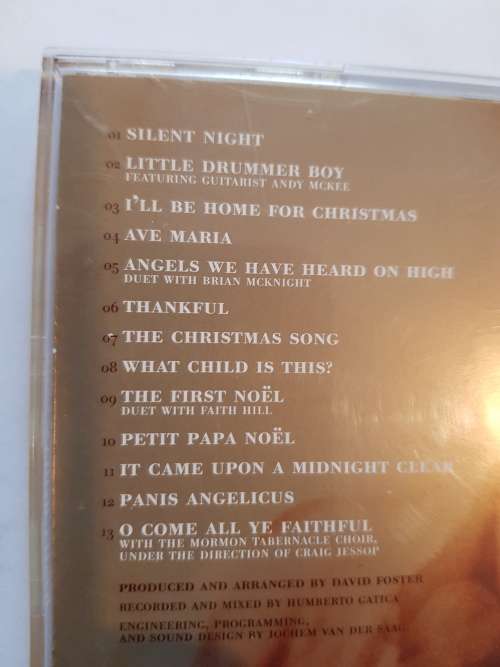 01 SILENT NIGHT
02 LITTLE DRUMMER BOY
FEATURING GUITARIST ANDY MCKEE
03 I'LL BE HOME FOR CHRISTMAS
04 AVE MARIA
05 ANGELS WE HAVE HEARD ON HIGH
DUET WITH BRIAN MCKNIGHT
06 THANKFUL
07 THE CHRISTMAS SONG
08 WHAT CHILD IS THIS?
09 THE FIRST NOËL
DUET WITH FAITH HILL
10 PETIT PAPA NOËL
11 IT CAME UPON A MIDNIGHT CLEAR
12 PANIS ANGELICUS
13 O COME ALL YE FAITHFUL
WITH THE MORMON TABERNACLE CHOIR,
UNDER THE DIRECTION OF CRAIG JESSOP
PRODUCED AND ARRANGED BY DAVID FOSTER
RECORDED AND MIXED BY HUMBERTO GATICA
ENGINEERING, PROGRAMMING,
AND SOUND DESIGN BY JOCHEM VAN DER SAAG